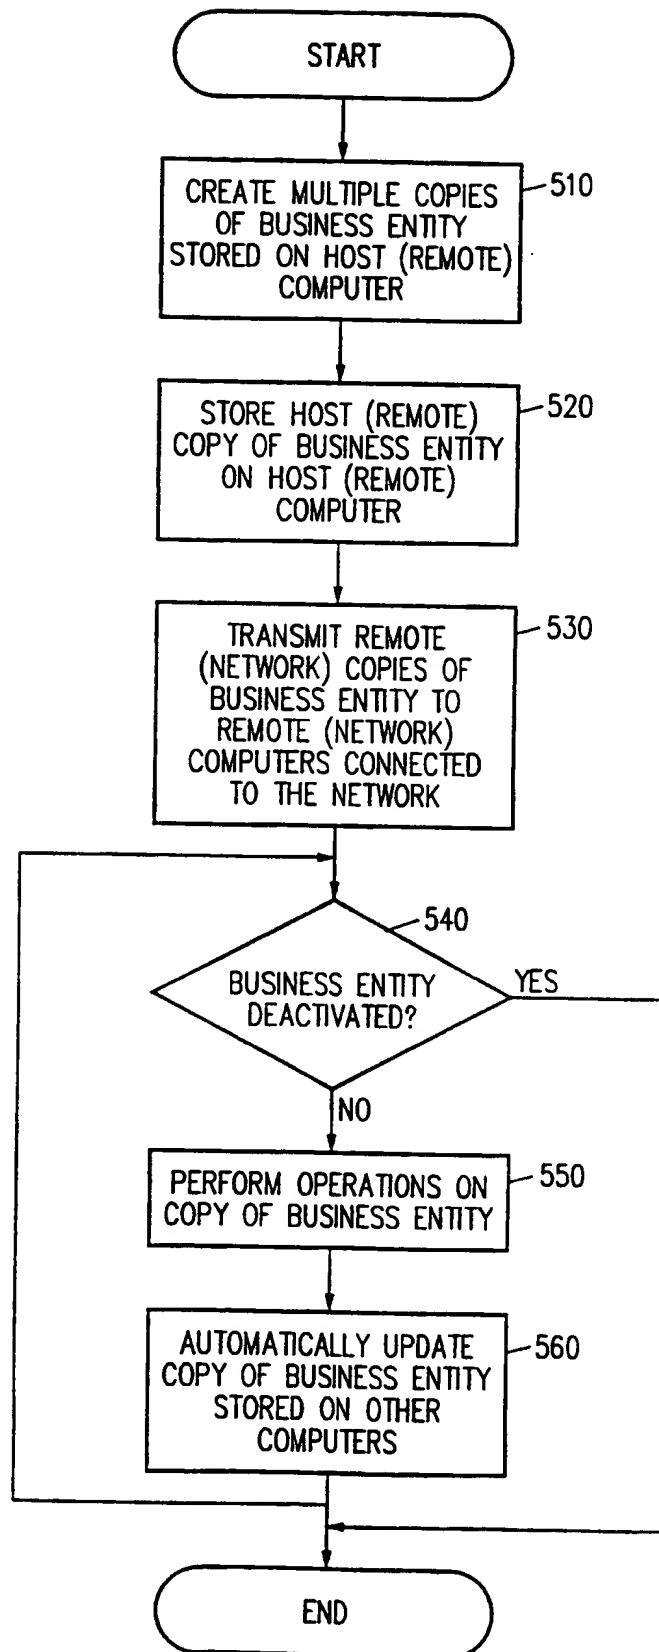 START
CREATE MULTIPLE COPIES
OF BUSINESS ENTITY
STORED ON HOST (REMOTE)
COMPUTER
510
STORE HOST (REMOTE)
COPY OF BUSINESS ENTITY
ON HOST (REMOTE)
COMPUTER
520
TRANSMIT REMOTE
(NETWORK) COPIES OF
BUSINESS ENTITY TO
REMOTE (NETWORK)
COMPUTERS CONNECTED
TO THE NETWORK
530
540
BUSINESS ENTITY
DEACTIVATED?
YES
NO
PERFORM OPERATIONS ON
COPY OF BUSINESS ENTITY
550
AUTOMATICALLY UPDATE
COPY OF BUSINESS ENTITY
STORED ON OTHER
COMPUTERS
560
END